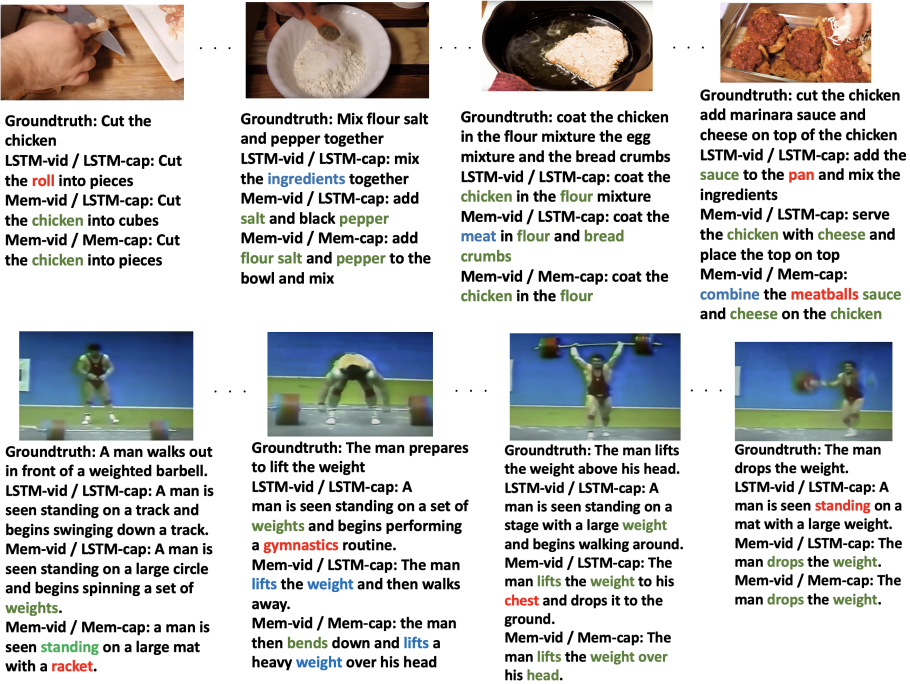 Groundtruth: Cut the
chicken
LSTM-vid / LSTM-cap: Cut
the roll into pieces
Mem-vid / LSTM-cap: Cut
the chicken into cubes
Mem-vid / Mem-cap: Cut
the chicken into pieces
Groundtruth: Mix flour salt
and pepper together
LSTM-vid / LSTM-cap: mix
the ingredients together
Mem-vid / LSTM-cap: add
salt and black pepper
Mem-vid / Mem-cap: add
flour salt and pepper to the
bowl and mix
Groundtruth: coat the chicken
in the flour mixture the egg
mixture and the bread crumbs
LSTM-vid / LSTM-cap: coat the
chicken in the flour mixture
Mem-vid / LSTM-cap: coat the
meat in flour and bread
crumbs
Mem-vid / Mem-cap: coat the
chicken in the flour
Groundtruth: cut the chicken
add marinara sauce and
cheese on top of the chicken
LSTM-vid / LSTM-cap: add the
sauce to the pan and mix the
ingredients
Mem-vid / LSTM-cap: serve
the chicken with cheese and
place the top on top
Mem-vid / Mem-cap:
combine the meatballs sauce
and cheese on the chicken
Groundtruth: A man walks out
in front of a weighted barbell.
LSTM-vid / LSTM-cap: A man is
seen standing on a track and
begins swinging down a track.
Mem-vid / LSTM-cap: A man is
seen standing on a large circle
and begins spinning a set of
weights.
Mem-vid / Mem-cap: a man is
seen standing on a large mat
with a racket.
Groundtruth: The man prepares
to lift the weight
LSTM-vid / LSTM-cap: A
man is seen standing on a set of
weights and begins performing
a gymnastics routine.
Mem-vid / LSTM-cap: The man
lifts the weight and then walks
away.
Mem-vid / Mem-cap: the man
then bends down and lifts a
heavy weight over his head
Groundtruth: The man lifts
the weight above his head.
LSTM-vid / LSTM-cap: A
man is seen standing on a
stage with a large weight
and begins walking around.
Mem-vid / LSTM-cap: The
man lifts the weight to his
chest and drops it to the
ground.
Mem-vid / Mem-cap: The
man lifts the weight over
his head.
Groundtruth: The man
drops the weight.
LSTM-vid / LSTM-cap: A
man is seen standing on a
mat with a large weight.
Mem-vid / LSTM-cap: The
man drops the weight.
Mem-vid / Mem-cap: The
man drops the weight.